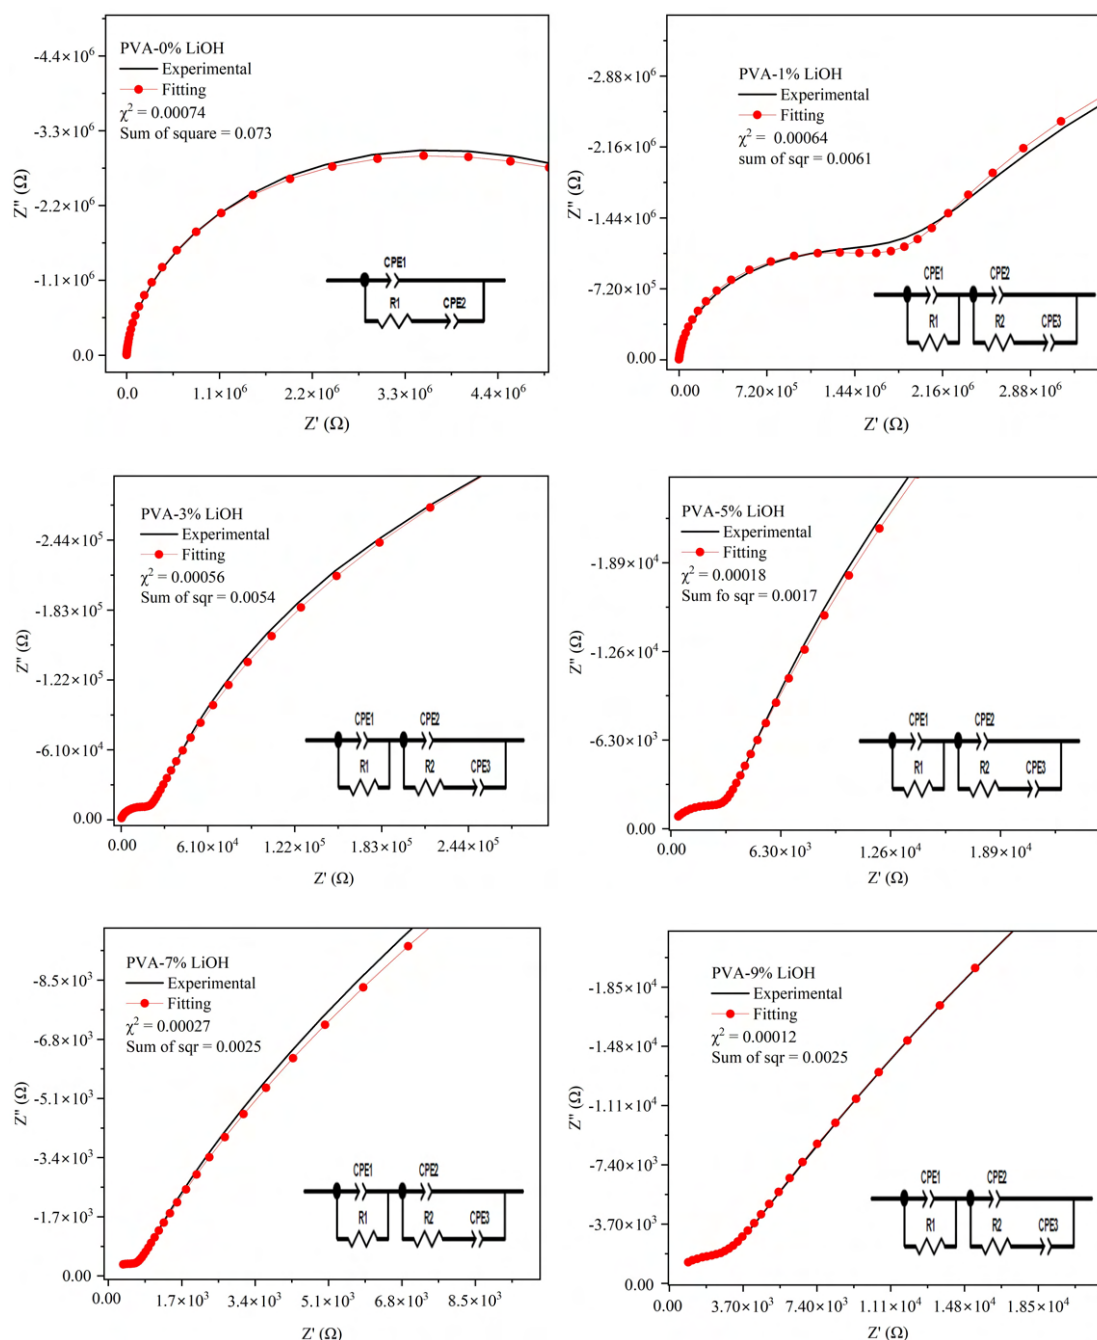 PVA-0% LiOH
Experimental
Fitting
χ² = 0.00074
Sum of square = 0.073
-4.4×10⁶
-3.3×10⁶
-2.2×10⁶
-1.1×10⁶
0.0
Z'' (Ω)
CPE1
R1
CPE2
0.0
1.1×10⁶
2.2×10⁶
3.3×10⁶
4.4×10⁶
Z' (Ω)
PVA-1% LiOH
Experimental
Fitting
χ² = 0.00064
sum of sqr = 0.0061
-2.88×10⁶
-2.16×10⁶
-1.44×10⁶
-7.20×10⁵
0.00
Z'' (Ω)
CPE1
CPE2
R1
R2
CPE3
0.00
7.20×10⁵
1.44×10⁶
2.16×10⁶
2.88×10⁶
Z' (Ω)
PVA-3% LiOH
Experimental
Fitting
χ² = 0.00056
Sum of sqr = 0.0054
-2.44×10⁵
-1.83×10⁵
-1.22×10⁵
-6.10×10⁴
0.00
Z'' (Ω)
CPE1
CPE2
R1
R2
CPE3
0.00
6.10×10⁴
1.22×10⁵
1.83×10⁵
2.44×10⁵
Z' (Ω)
PVA-5% LiOH
Experimental
Fitting
χ² = 0.00018
Sum fo sqr = 0.0017
-1.89×10⁴
-1.26×10⁴
-6.30×10³
0.00
Z'' (Ω)
CPE1
CPE2
R1
R2
CPE3
0.00
6.30×10³
1.26×10⁴
1.89×10⁴
Z' (Ω)
PVA-7% LiOH
Experimental
Fitting
χ² = 0.00027
Sum of sqr = 0.0025
-8.5×10³
-6.8×10³
-5.1×10³
-3.4×10³
-1.7×10³
0.00
Z'' (Ω)
CPE1
CPE2
R1
R2
CPE3
0.00
1.7×10³
3.4×10³
5.1×10³
6.8×10³
8.5×10³
Z' (Ω)
PVA-9% LiOH
Experimental
Fitting
χ² = 0.00012
Sum of sqr = 0.0025
-1.85×10⁴
-1.48×10⁴
-1.11×10⁴
-7.40×10³
-3.70×10³
0.00
Z'' (Ω)
CPE1
CPE2
R1
R2
CPE3
0.00
3.70×10³
7.40×10³
1.11×10⁴
1.48×10⁴
1.85×10⁴
Z' (Ω)